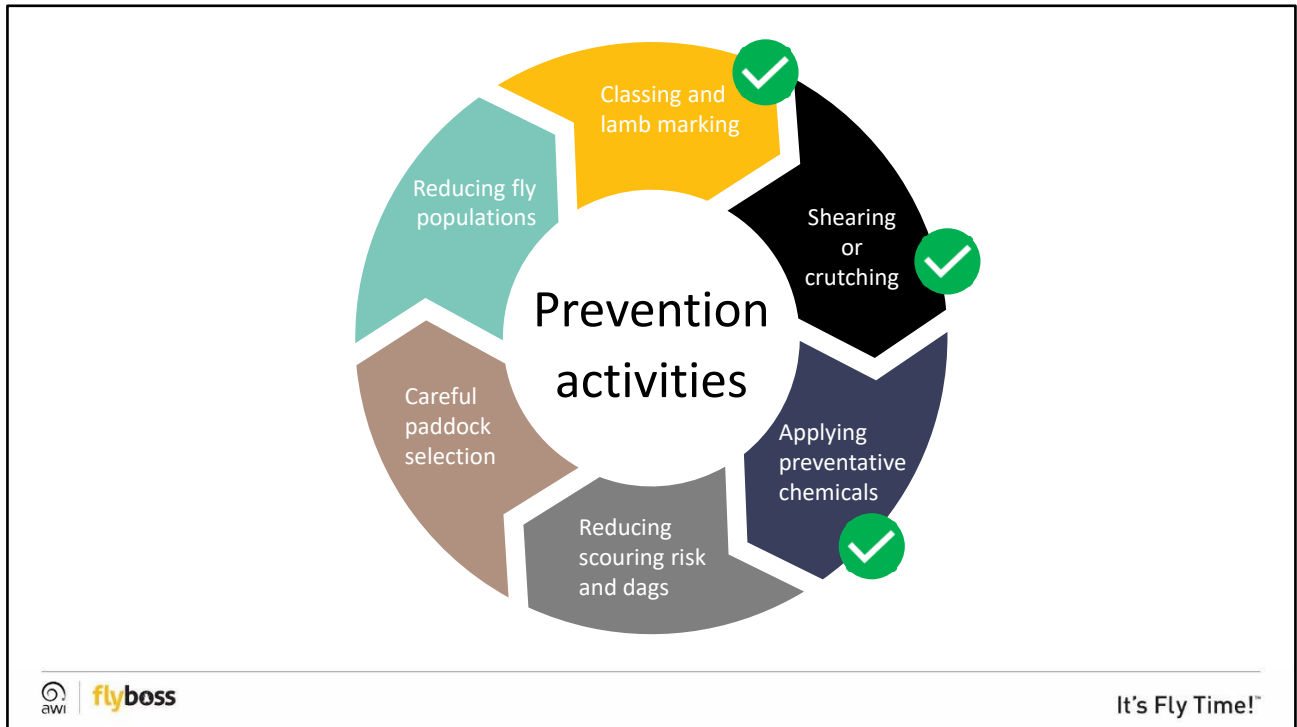 Classing and
lamb marking
Shearing
or
crutching
Applying
preventative
chemicals
Reducing
scouring risk
and dags
Careful
paddock
selection
Reducing fly
populations
Prevention
activities
awi
flyboss
It's Fly Time!™